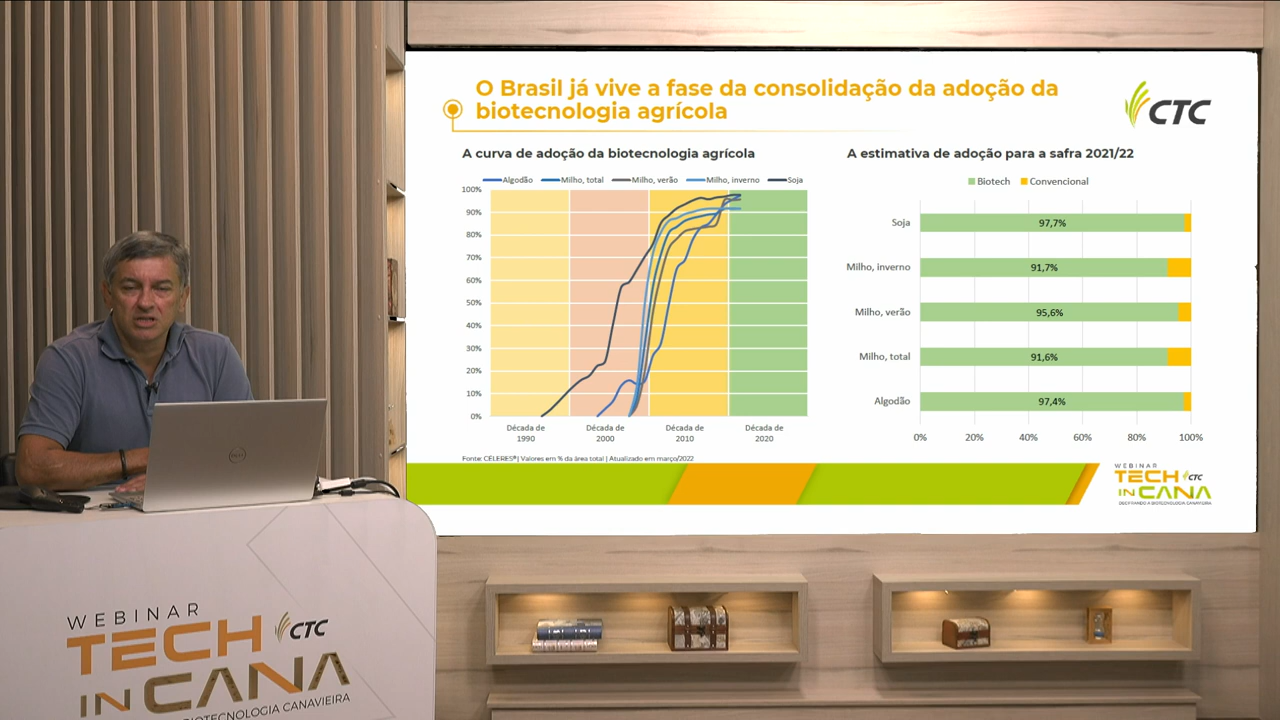 O Brasil já vive a fase da consolidação da adoção da
biotecnologia agrícola
CTC
A curva de adoção da biotecnologia agrícola
Algodão Milho, total Milho, verão Milho, inverno Soja
100%
90%
80%
70%
60%
50%
40%
30%
20%
10%
0%
Década de 1990
Década de 2000
Década de 2010
Década de 2020
Fonte: CÉLERES® | Valores em % da área total | Atualizado em março/2022
A estimativa de adoção para a safra 2021/22
Biotech Convencional
Soja 97,7%
Milho, inverno 91,7%
Milho, verão 95,6%
Milho, total 91,6%
Algodão 97,4%
0% 20% 40% 60% 80% 100%
WEBINAR
TECH CTC
IN CANA
DECIFRANDO A BIOTECNOLOGIA CANAVIEIRA
DELL
WEBINAR
TECH CTC
IN CANA
BIOTECNOLOGIA CANAVIEIRA